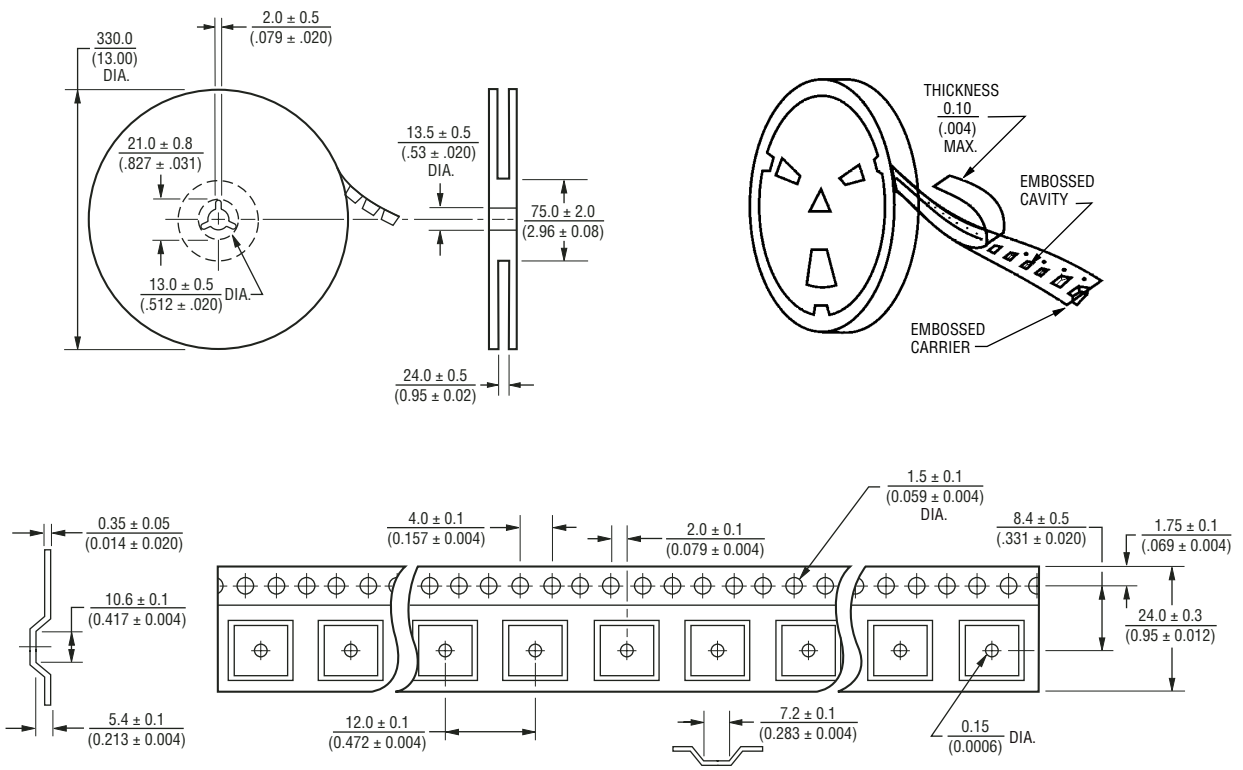 2.0 ± 0.5
(.079 ± .020)
330.0
(13.00)
DIA.
21.0 ± 0.8
(.827 ± .031)
13.0 ± 0.5
(.512 ± .020)
DIA.
13.5 ± 0.5
(.53 ± .020)
DIA.
75.0 ± 2.0
(2.96 ± 0.08)
24.0 ± 0.5
(0.95 ± 0.02)
THICKNESS
0.10
(.004)
MAX.
EMBOSSED
CAVITY
EMBOSSED
CARRIER
0.35 ± 0.05
(0.014 ± 0.020)
10.6 ± 0.1
(0.417 ± 0.004)
5.4 ± 0.1
(0.213 ± 0.004)
4.0 ± 0.1
(0.157 ± 0.004)
2.0 ± 0.1
(0.079 ± 0.004)
1.5 ± 0.1
(0.059 ± 0.004)
DIA.
8.4 ± 0.5
(.331 ± 0.020)
1.75 ± 0.1
(.069 ± 0.004)
24.0 ± 0.3
(0.95 ± 0.012)
12.0 ± 0.1
(0.472 ± 0.004)
7.2 ± 0.1
(0.283 ± 0.004)
0.15
(0.0006)
DIA.